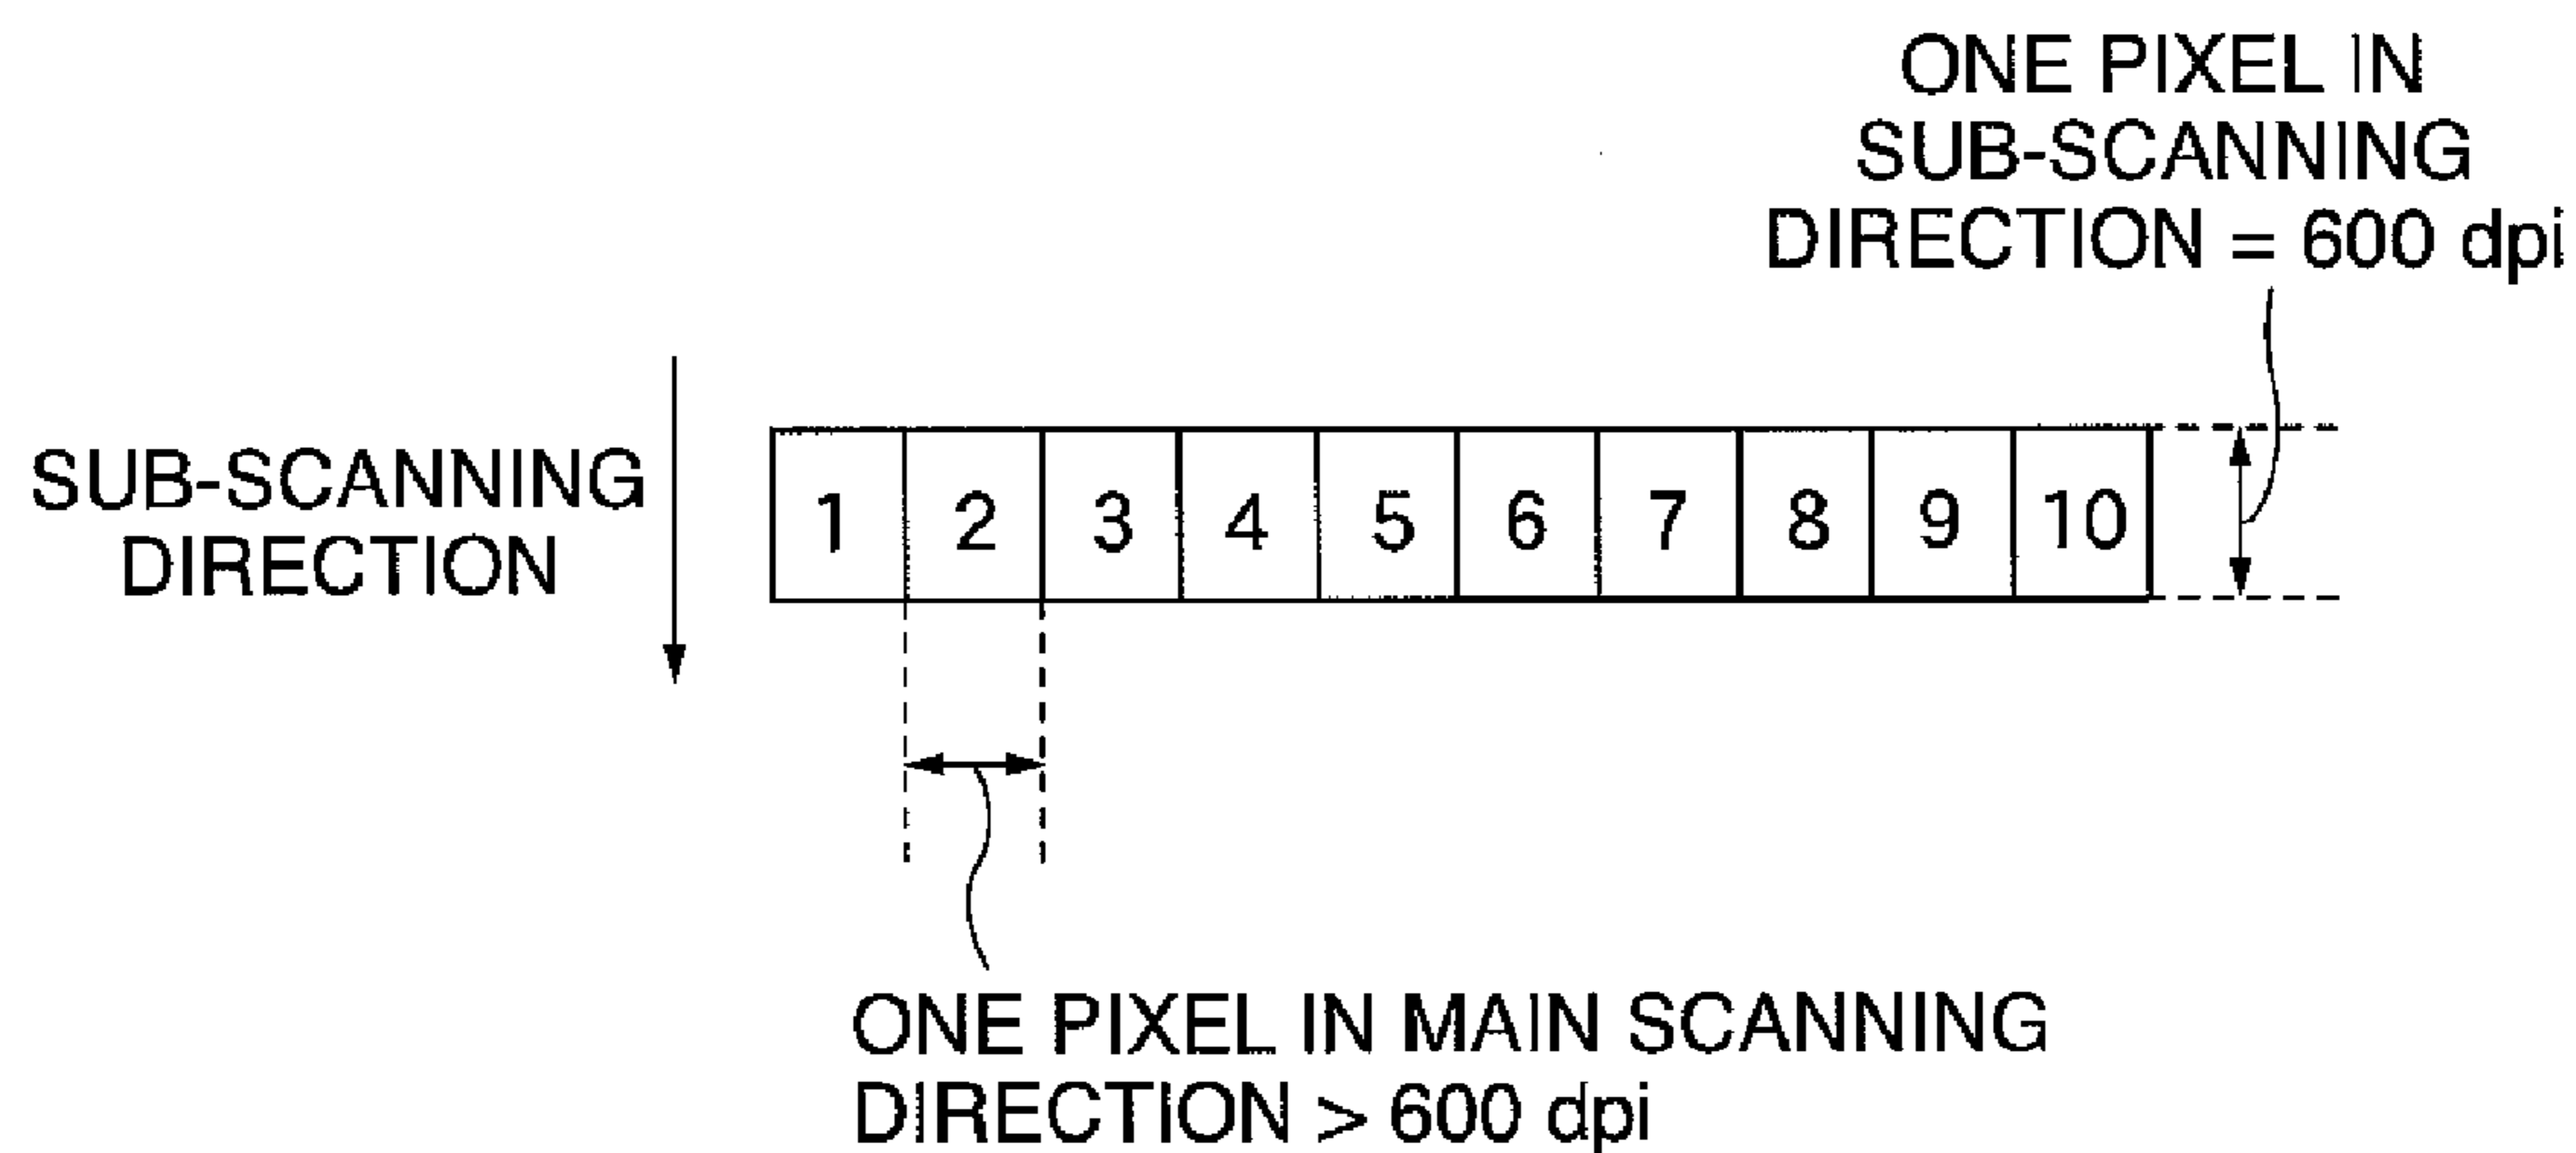 ONE PIXEL IN
SUB-SCANNING
DIRECTION = 600 dpi
SUB-SCANNING
DIRECTION
1 2 3 4 5 6 7 8 9 10
ONE PIXEL IN MAIN SCANNING
DIRECTION > 600 dpi